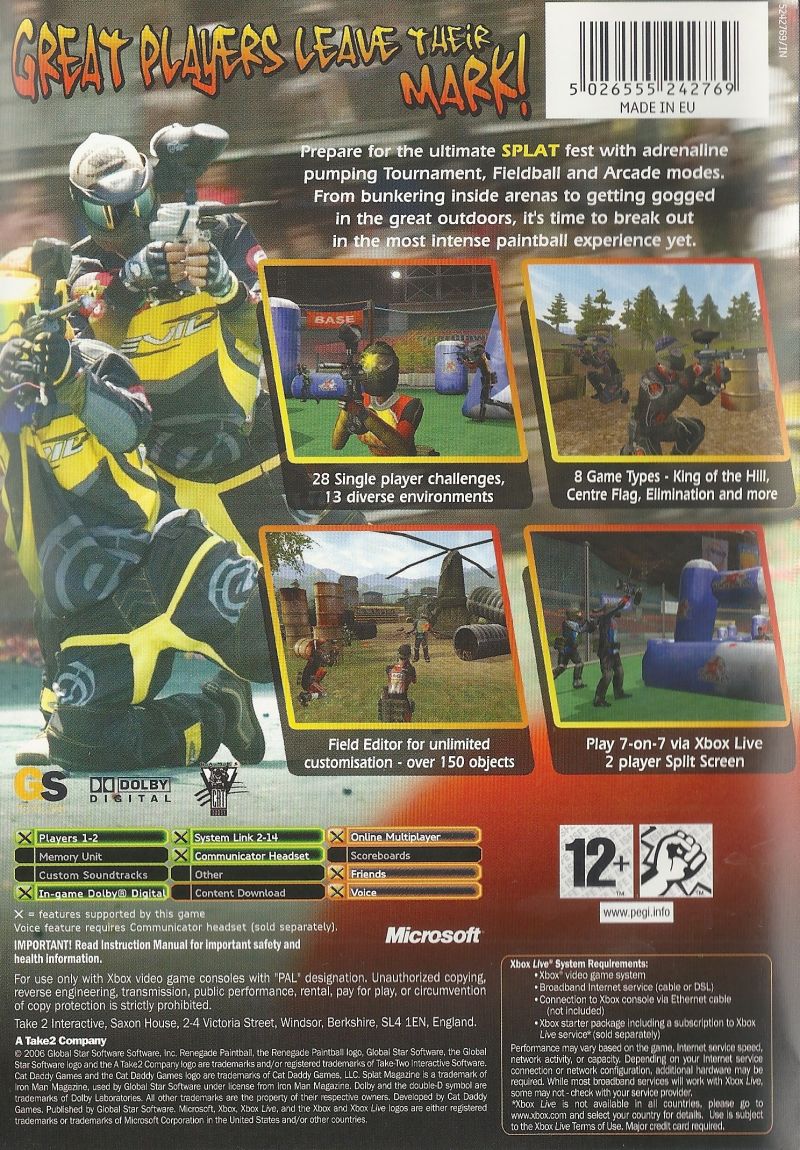 GREAT PLAYERS LEAVE THEIR
MARK!
5 026555 242769
MADE IN EU
5242769/IN
Prepare for the ultimate SPLAT fest with adrenaline
pumping Tournament, Fieldball and Arcade modes.
From bunkering inside arenas to getting gogged
in the great outdoors, it's time to break out
in the most intense paintball experience yet.
EVIL
BASE
28 Single player challenges,
13 diverse environments
8 Game Types - King of the Hill,
Centre Flag, Elimination and more
Field Editor for unlimited
customisation - over 150 objects
Play 7-on-7 via Xbox Live
2 player Split Screen
GS
DOLBY
DIGITAL
CAT
DADDY
Players 1-2
Memory Unit
Custom Soundtracks
In-game Dolby® Digital
System Link 2-14
Communicator Headset
Other
Content Download
Online Multiplayer
Scoreboards
Friends
Voice
X = features supported by this game
Voice feature requires Communicator headset (sold separately).
IMPORTANT! Read Instruction Manual for important safety and
health information.
Microsoft
12+
™
™
www.pegi.info
For use only with Xbox video game consoles with "PAL" designation. Unauthorized copying,
reverse engineering, transmission, public performance, rental, pay for play, or circumvention
of copy protection is strictly prohibited.
Take 2 Interactive, Saxon House, 2-4 Victoria Street, Windsor, Berkshire, SL4 1EN, England.
A Take2 Company
© 2006 Global Star Software Software, Inc. Renegade Paintball, the Renegade Paintball logo, Global Star Software, the Global
Star Software logo and the A Take2 Company logo are trademarks and/or registered trademarks of Take-Two Interactive Software.
Cat Daddy Games and the Cat Daddy Games logo are trademarks of Cat Daddy Games, LLC. Splat Magazine is a trademark of
Iron Man Magazine, used by Global Star Software under license from Iron Man Magazine. Dolby and the double-D symbol are
trademarks of Dolby Laboratories. All other trademarks are the property of their respective owners. Developed by Cat Daddy
Games. Published by Global Star Software. Microsoft, Xbox, Xbox Live, and the Xbox and Xbox Live logos are either registered
trademarks or trademarks of Microsoft Corporation in the United States and/or other countries.
Xbox Live® System Requirements:
• Xbox® video game system
• Broadband Internet service (cable or DSL)
• Connection to Xbox console via Ethernet cable
(not included)
• Xbox starter package including a subscription to Xbox
Live service* (sold separately)
Performance may vary based on the game, Internet service speed,
network activity, or capacity. Depending on your Internet service
connection or network configuration, additional hardware may be
required. While most broadband services will work with Xbox Live,
some may not - check with your service provider.
*Xbox Live is not available in all countries, please go to
www.xbox.com and select your country for details. Use is subject
to the Xbox Live Terms of Use. Major credit card required.